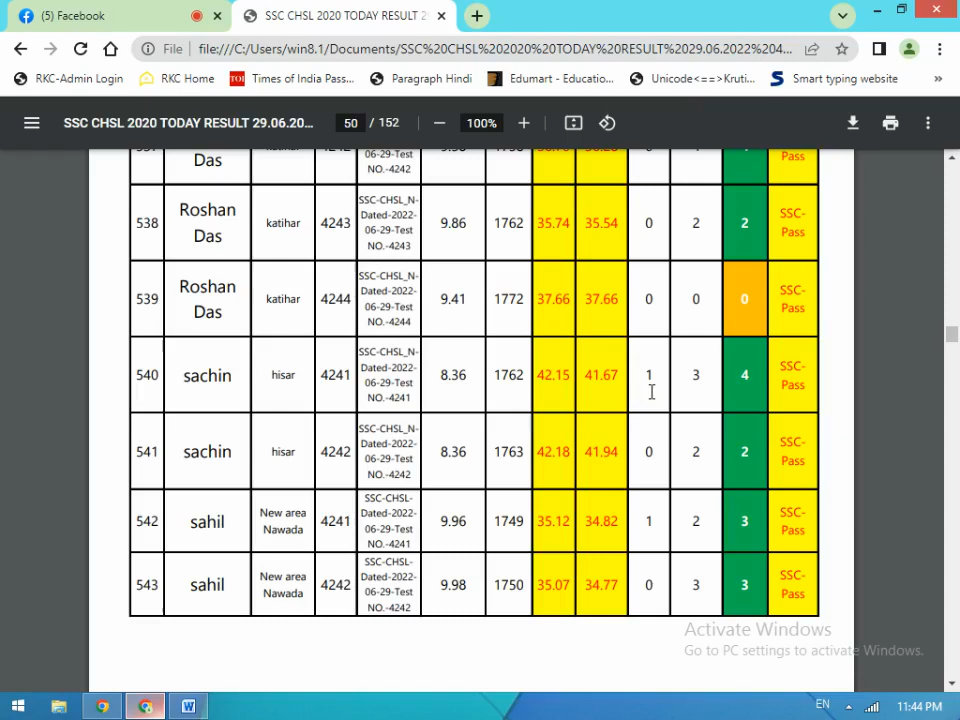 (5) Facebook
SSC CHSL 2020 TODAY RESULT 2
File file:///C:/Users/win8.1/Documents/SSC%20CHSL%202020%20TODAY%20RESULT%2029.06.2022%204...
RKC-Admin Login RKC Home TOI Times of India Pass... Paragraph Hindi Edumart - Educatio... Unicode<==>Kruti... Smart typing website »
SSC CHSL 2020 TODAY RESULT 29.06.20... 50 / 152 100%
Das
06-29-Test
NO.-4242
Pass
538 Roshan Das katihar 4243 SSC-CHSL_N-Dated-2022-06-29-Test NO.-4243 9.86 1762 35.74 35.54 0 2 2 SSC-Pass
539 Roshan Das katihar 4244 SSC-CHSL_N-Dated-2022-06-29-Test NO.-4244 9.41 1772 37.66 37.66 0 0 0 SSC-Pass
540 sachin hisar 4241 SSC-CHSL_N-Dated-2022-06-29-Test NO.-4241 8.36 1762 42.15 41.67 1 3 4 SSC-Pass
541 sachin hisar 4242 SSC-CHSL_N-Dated-2022-06-29-Test NO.-4242 8.36 1763 42.18 41.94 0 2 2 SSC-Pass
542 sahil New area Nawada 4241 SSC-CHSL-Dated-2022-06-29-Test NO.-4241 9.96 1749 35.12 34.82 1 2 3 SSC-Pass
543 sahil New area Nawada 4242 SSC-CHSL-Dated-2022-06-29-Test NO.-4242 9.98 1750 35.07 34.77 0 3 3 SSC-Pass
Activate Windows
Go to PC settings to activate Windows.
EN 11:44 PM